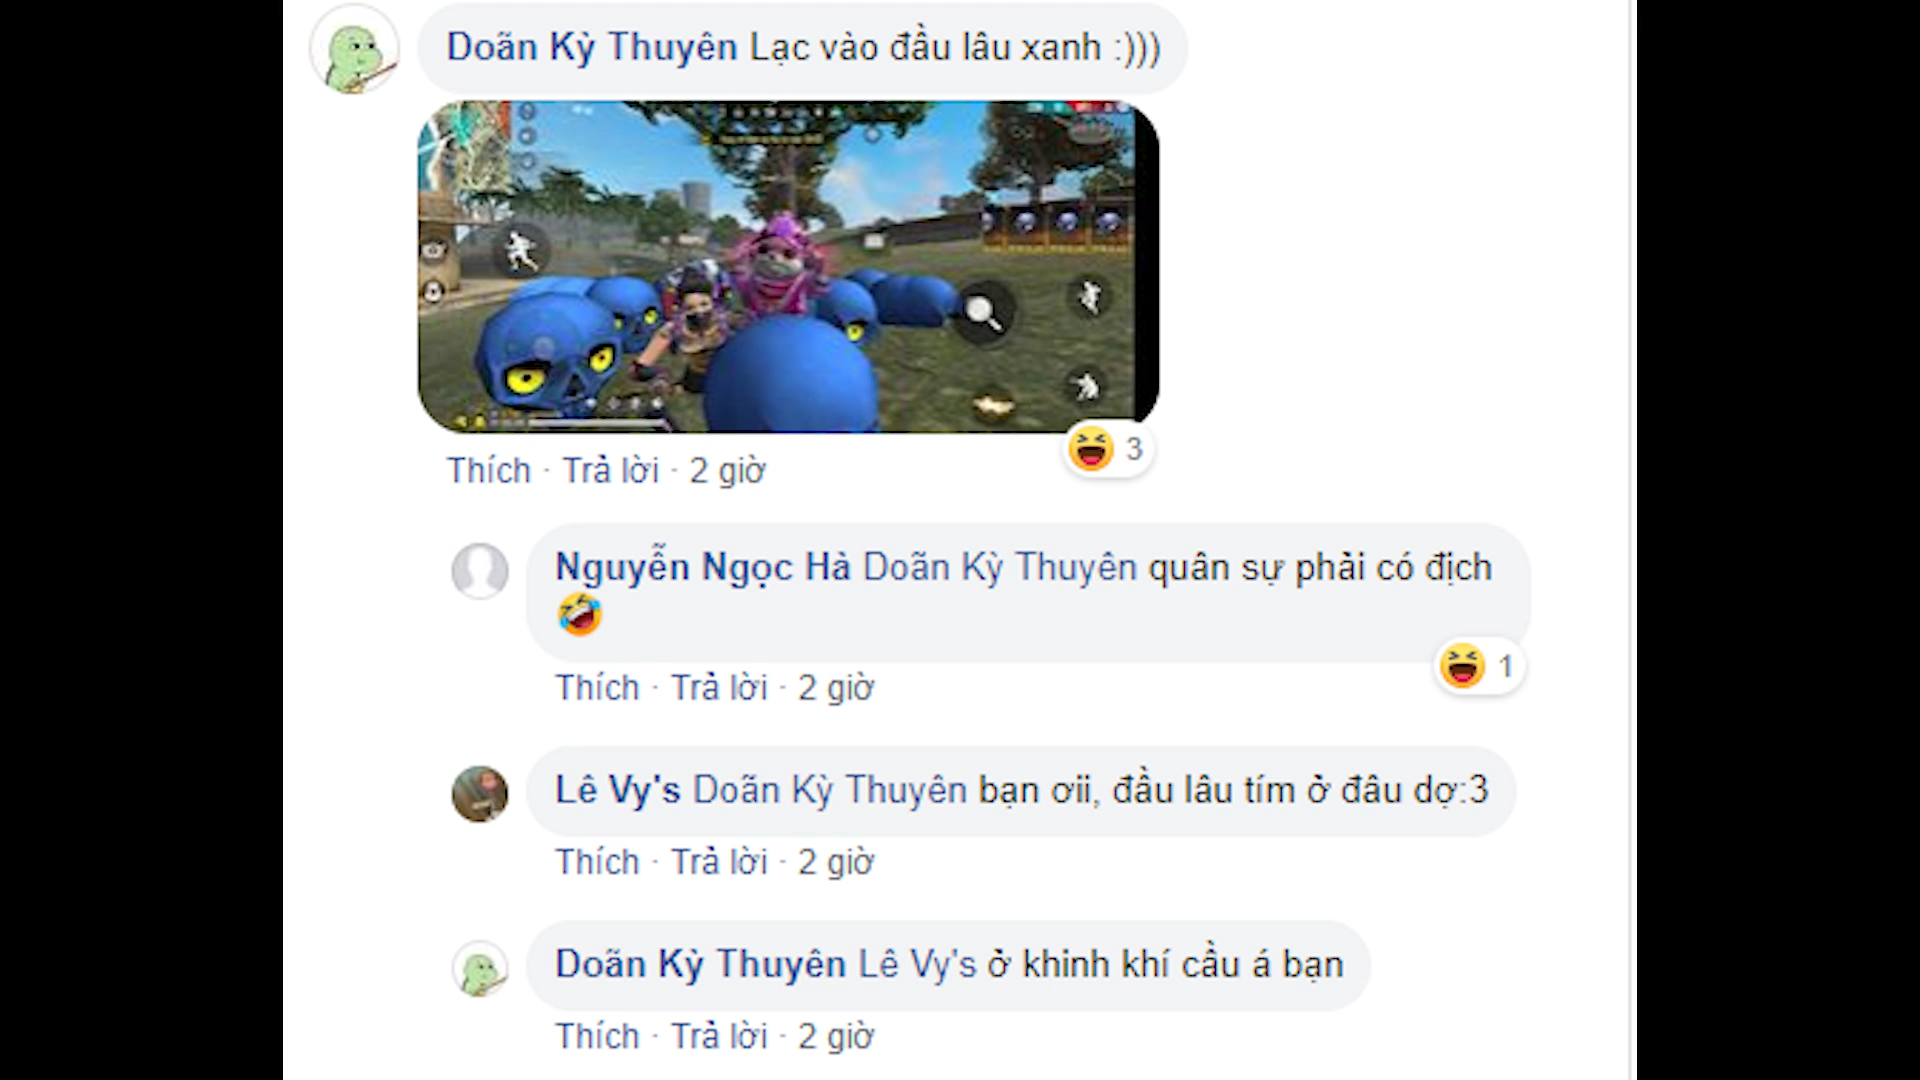 Doãn Kỳ Thuyên Lạc vào đầu lâu xanh :)))
3
Thích · Trả lời · 2 giờ
Nguyễn Ngọc Hà Doãn Kỳ Thuyên quân sự phải có địch
🤣
1
Thích · Trả lời · 2 giờ
Lê Vy's Doãn Kỳ Thuyên bạn ơii, đầu lâu tím ở đâu dợ:3
Thích · Trả lời · 2 giờ
Doãn Kỳ Thuyên Lê Vy's ở khinh khí cầu á bạn
Thích · Trả lời · 2 giờ